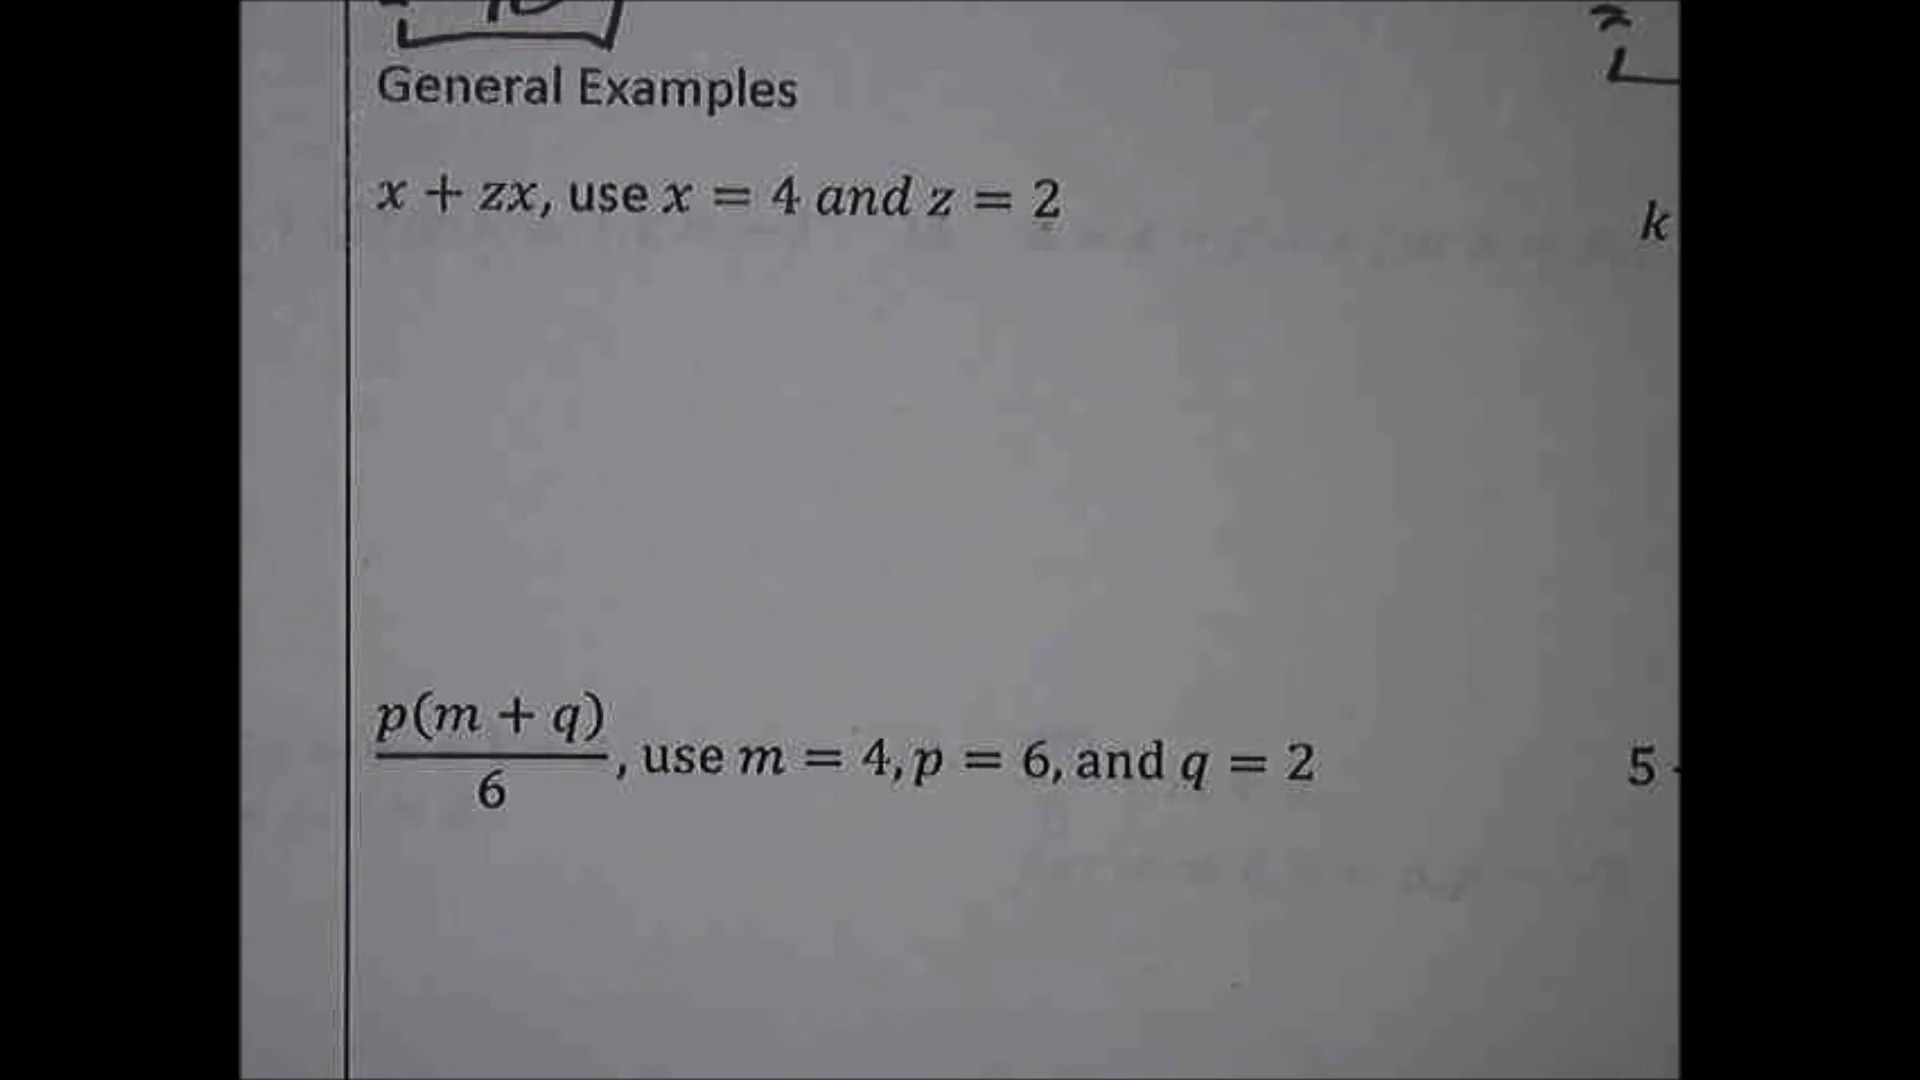 General Examples
x + zx, use x = 4 and z = 2
k
p(m + q)
6
, use m = 4, p = 6, and q = 2
5